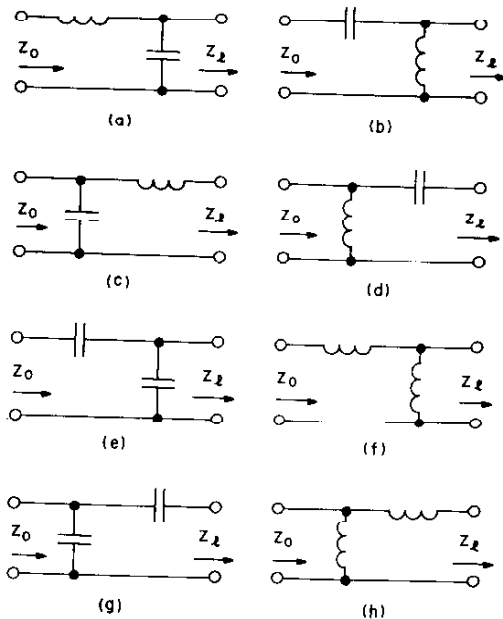 Z₀ Zℓ Z₀ Zℓ
(a) (b)
Z₀ Zℓ Z₀ Zℓ
(c) (d)
Z₀ Zℓ Z₀ Zℓ
(e) (f)
Z₀ Zℓ Z₀ Zℓ
(g) (h)